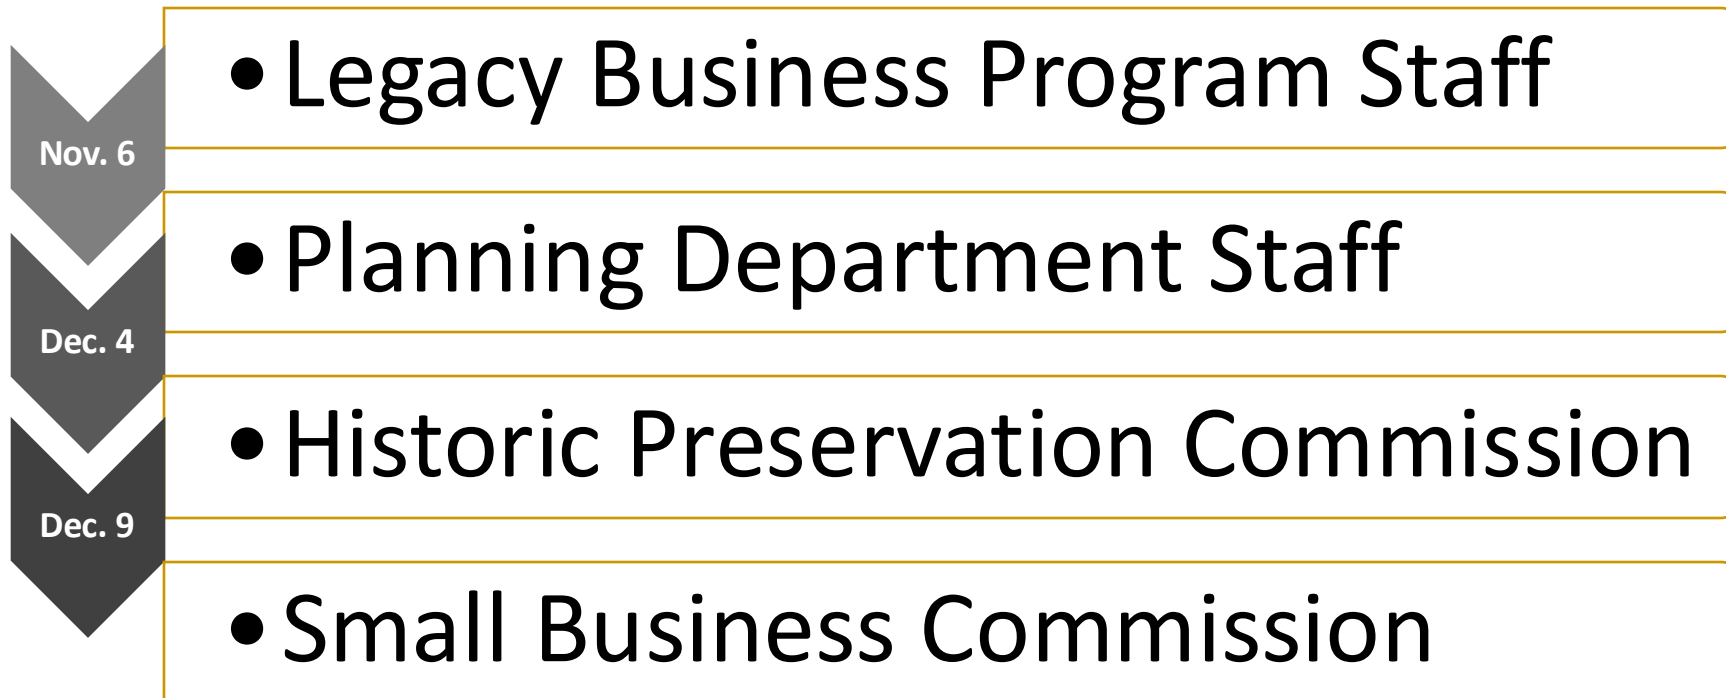 • Legacy Business Program Staff
Nov. 6
• Planning Department Staff
Dec. 4
• Historic Preservation Commission
Dec. 9
• Small Business Commission